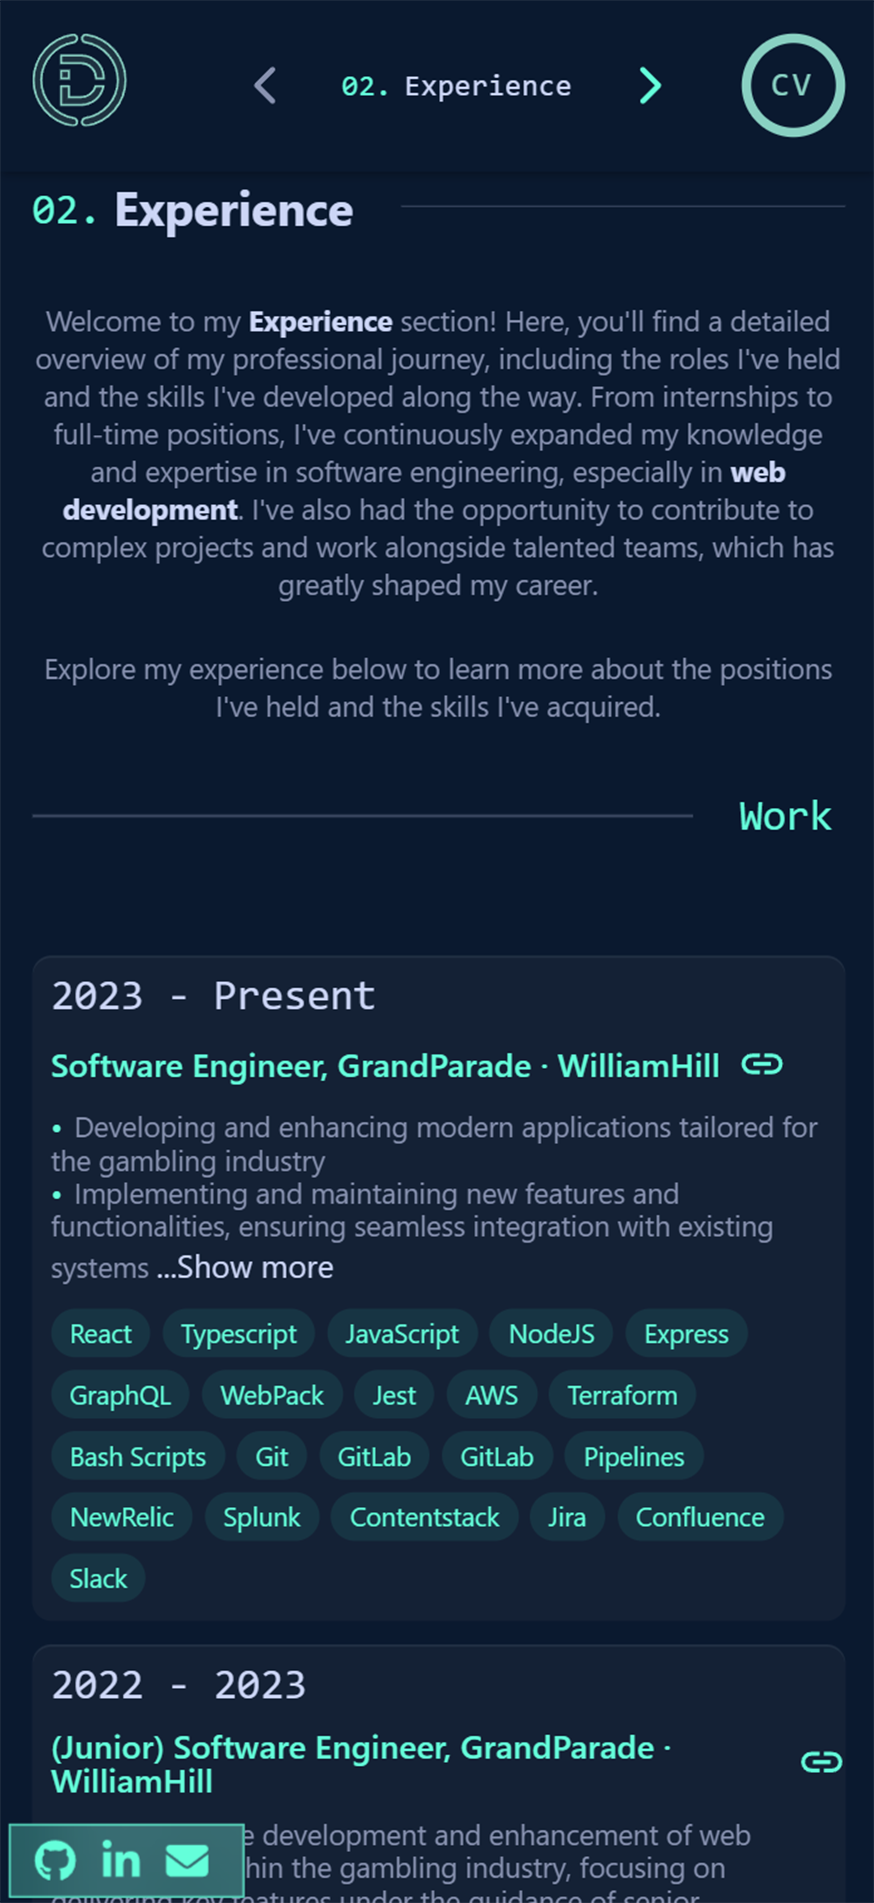 02. Experience
CV
02. Experience
Welcome to my Experience section! Here, you'll find a detailed
overview of my professional journey, including the roles I've held
and the skills I've developed along the way. From internships to
full-time positions, I've continuously expanded my knowledge
and expertise in software engineering, especially in web
development. I've also had the opportunity to contribute to
complex projects and work alongside talented teams, which has
greatly shaped my career.
Explore my experience below to learn more about the positions
I've held and the skills I've acquired.
Work
2023 - Present
Software Engineer, GrandParade · WilliamHill
• Developing and enhancing modern applications tailored for
the gambling industry
• Implementing and maintaining new features and
functionalities, ensuring seamless integration with existing
systems ...Show more
React Typescript JavaScript NodeJS Express
GraphQL WebPack Jest AWS Terraform
Bash Scripts Git GitLab GitLab Pipelines
NewRelic Splunk Contentstack Jira Confluence
Slack
2022 - 2023
(Junior) Software Engineer, GrandParade ·
WilliamHill
development and enhancement of web
the gambling industry, focusing on
delivering key features under the guidance of senior